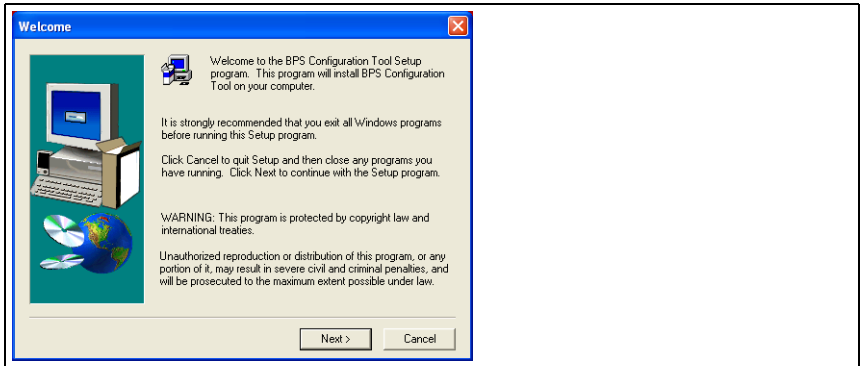 Welcome
Welcome to the BPS Configuration Tool Setup
program. This program will install BPS Configuration
Tool on your computer.
It is strongly recommended that you exit all Windows programs
before running this Setup program.
Click Cancel to quit Setup and then close any programs you
have running. Click Next to continue with the Setup program.
WARNING: This program is protected by copyright law and
international treaties.
Unauthorized reproduction or distribution of this program, or any
portion of it, may result in severe civil and criminal penalties, and
will be prosecuted to the maximum extent possible under law.
Next >
Cancel